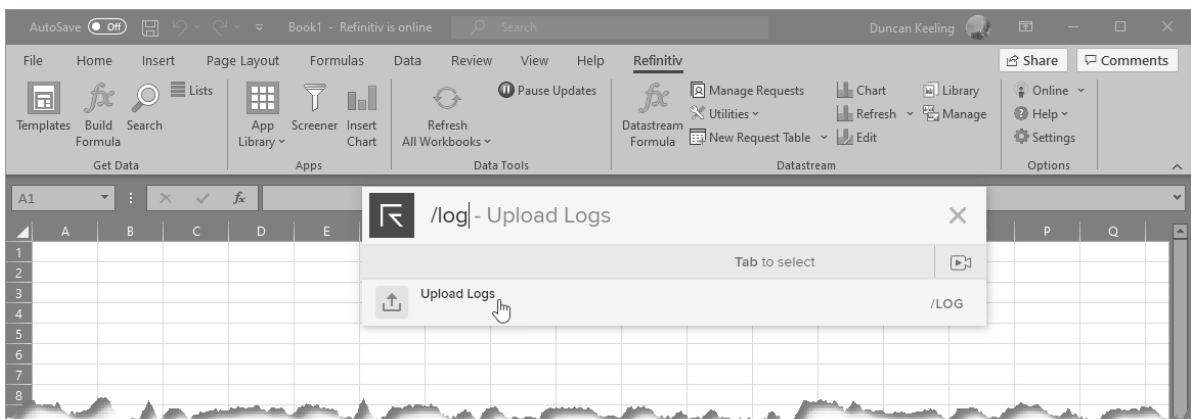 AutoSave Off Book1 - Refinitiv is online Search Duncan Keeling
File Home Insert Page Layout Formulas Data Review View Help Refinitiv Share Comments
Templates Build Formula Search Lists
Get Data
App Library Screener Insert Chart
Apps
Refresh All Workbooks Pause Updates
Data Tools
Datastream Formula Manage Requests Chart Library
Utilities Refresh Manage
New Request Table Edit
Datastream
Online
Help
Settings
Options
A1 fx
/log - Upload Logs
Tab to select
Upload Logs /LOG
A B C D E P Q
1
2
3
4
5
6
7
8